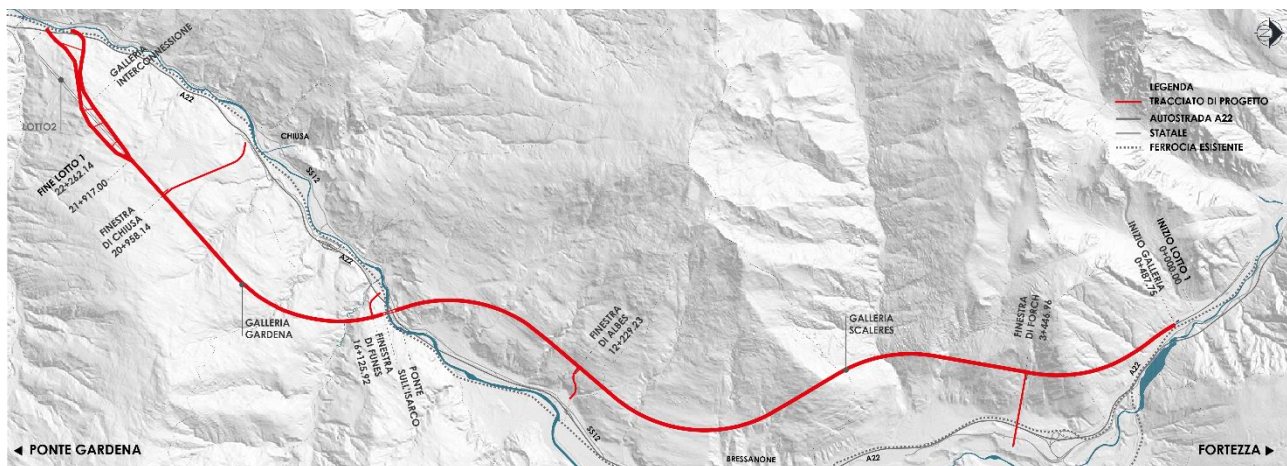 GALLERIA
INTERCONNESSIONE
A22
LOTTO2
CHIUSA
SS12
FINE LOTTO 1
22+262.14
21+917.00
FINESTRA
DI CHIUSA
20+958.14
A22
GALLERIA
GARDENA
FINESTRA
DI FUNES
16+125.92
PONTE
SULL'ISARCO
FINESTRA
DI ALBES
12+229.23
SS12
BRESSANONE
GALLERIA
SCALERES
A22
FINESTRA
DI FORCH
3+446.96
A22
INIZIO GALLERIA
0+487.75
INIZIO LOTTO 1
0+000.00
N
LEGENDA
TRACCIATO DI PROGETTO
AUTOSTRADA A22
STATALE
FERROCIA ESISTENTE
◄ PONTE GARDENA
FORTEZZA ►